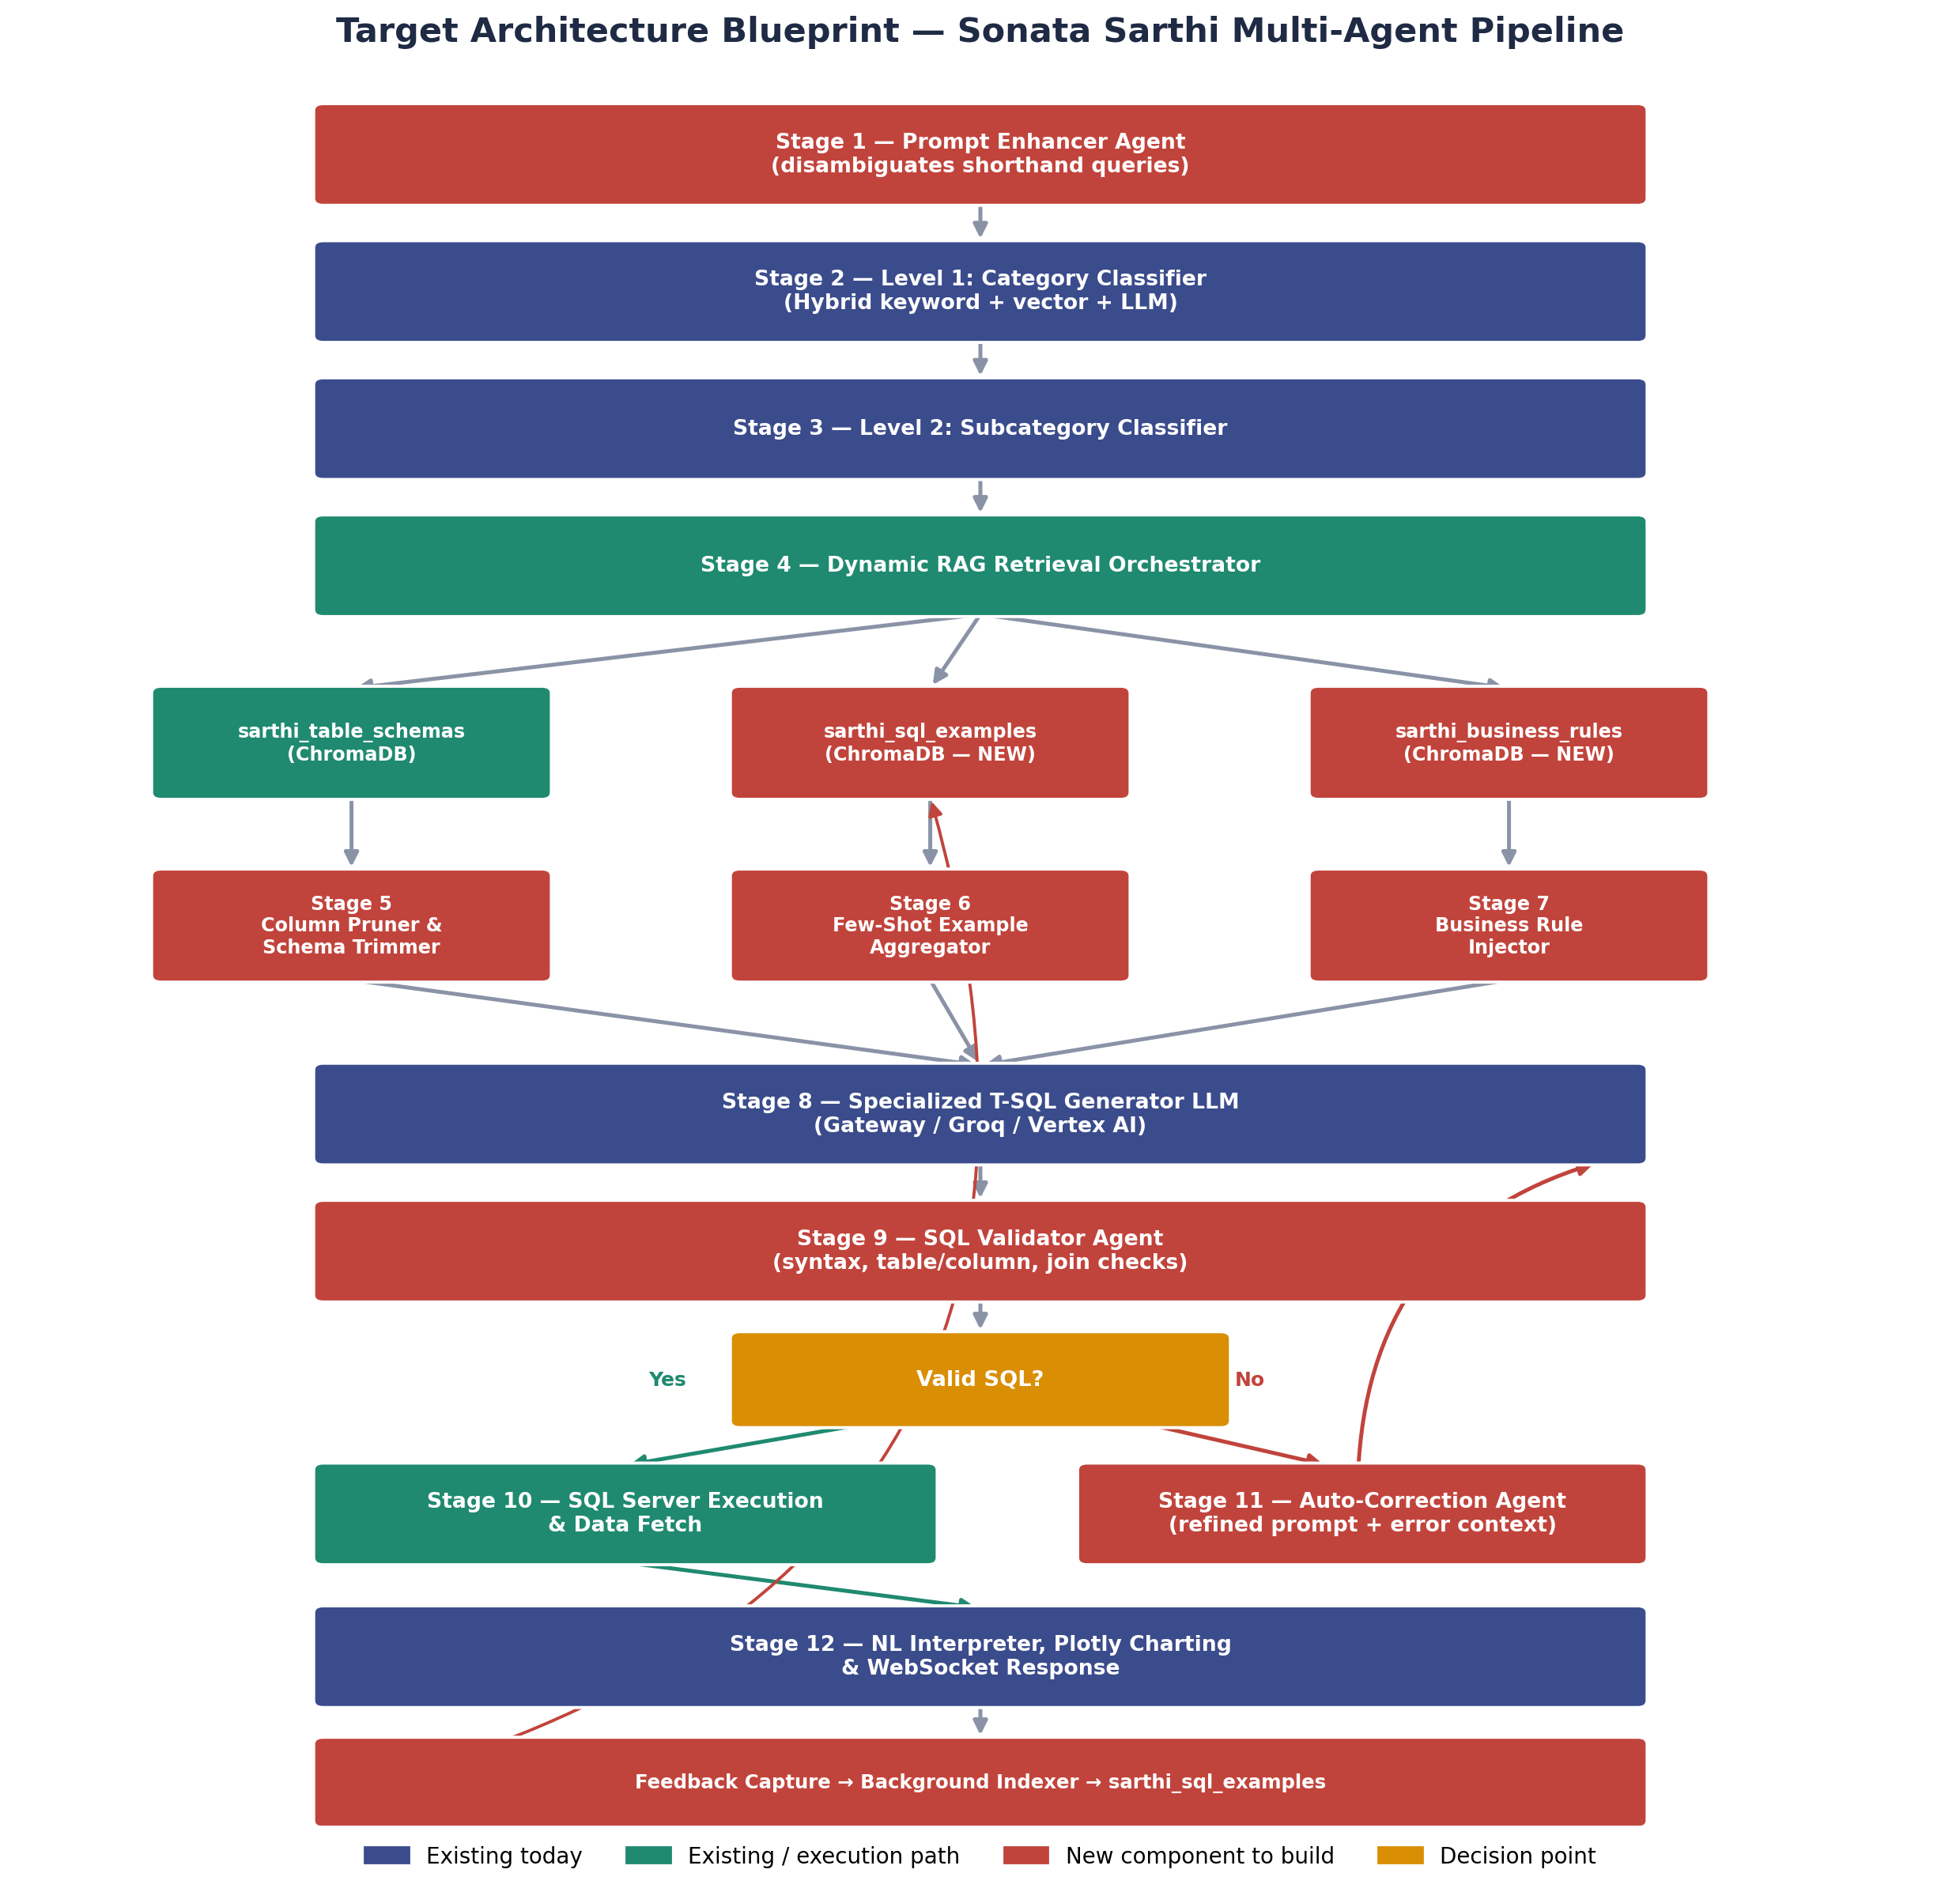 Target Architecture Blueprint — Sonata Sarthi Multi-Agent Pipeline
Stage 1 — Prompt Enhancer Agent
(disambiguates shorthand queries)
Stage 2 — Level 1: Category Classifier
(Hybrid keyword + vector + LLM)
Stage 3 — Level 2: Subcategory Classifier
Stage 4 — Dynamic RAG Retrieval Orchestrator
sarthi_table_schemas
(ChromaDB)
sarthi_sql_examples
(ChromaDB — NEW)
sarthi_business_rules
(ChromaDB — NEW)
Stage 5
Column Pruner &
Schema Trimmer
Stage 6
Few-Shot Example
Aggregator
Stage 7
Business Rule
Injector
Stage 8 — Specialized T-SQL Generator LLM
(Gateway / Groq / Vertex AI)
Stage 9 — SQL Validator Agent
(syntax, table/column, join checks)
Yes
Valid SQL?
No
Stage 10 — SQL Server Execution
& Data Fetch
Stage 11 — Auto-Correction Agent
(refined prompt + error context)
Stage 12 — NL Interpreter, Plotly Charting
& WebSocket Response
Feedback Capture → Background Indexer → sarthi_sql_examples
Existing today
Existing / execution path
New component to build
Decision point